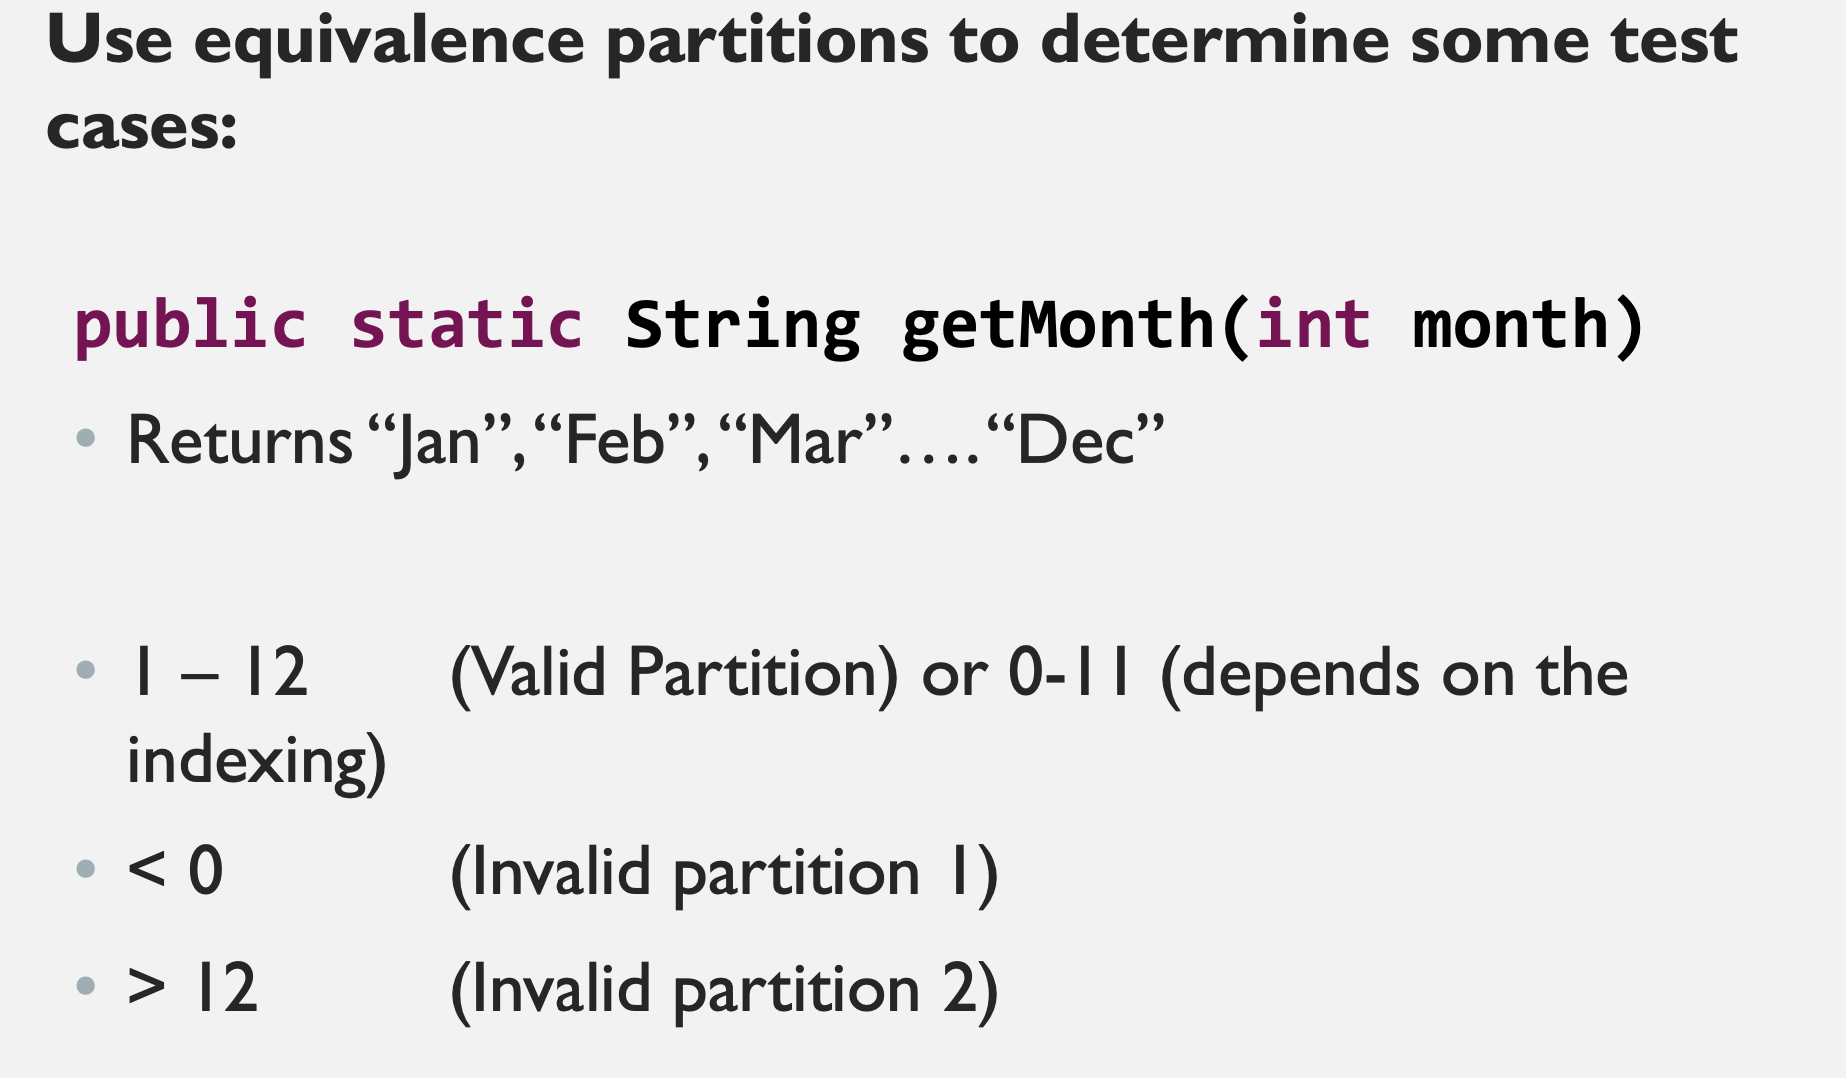 Use equivalence partitions to determine some test
cases:
public static String getMonth(int month)
• Returns “Jan”, “Feb”, “Mar”…. “Dec”
• 1 – 12 (Valid Partition) or 0-11 (depends on the
indexing)
• < 0 (Invalid partition 1)
• > 12 (Invalid partition 2)